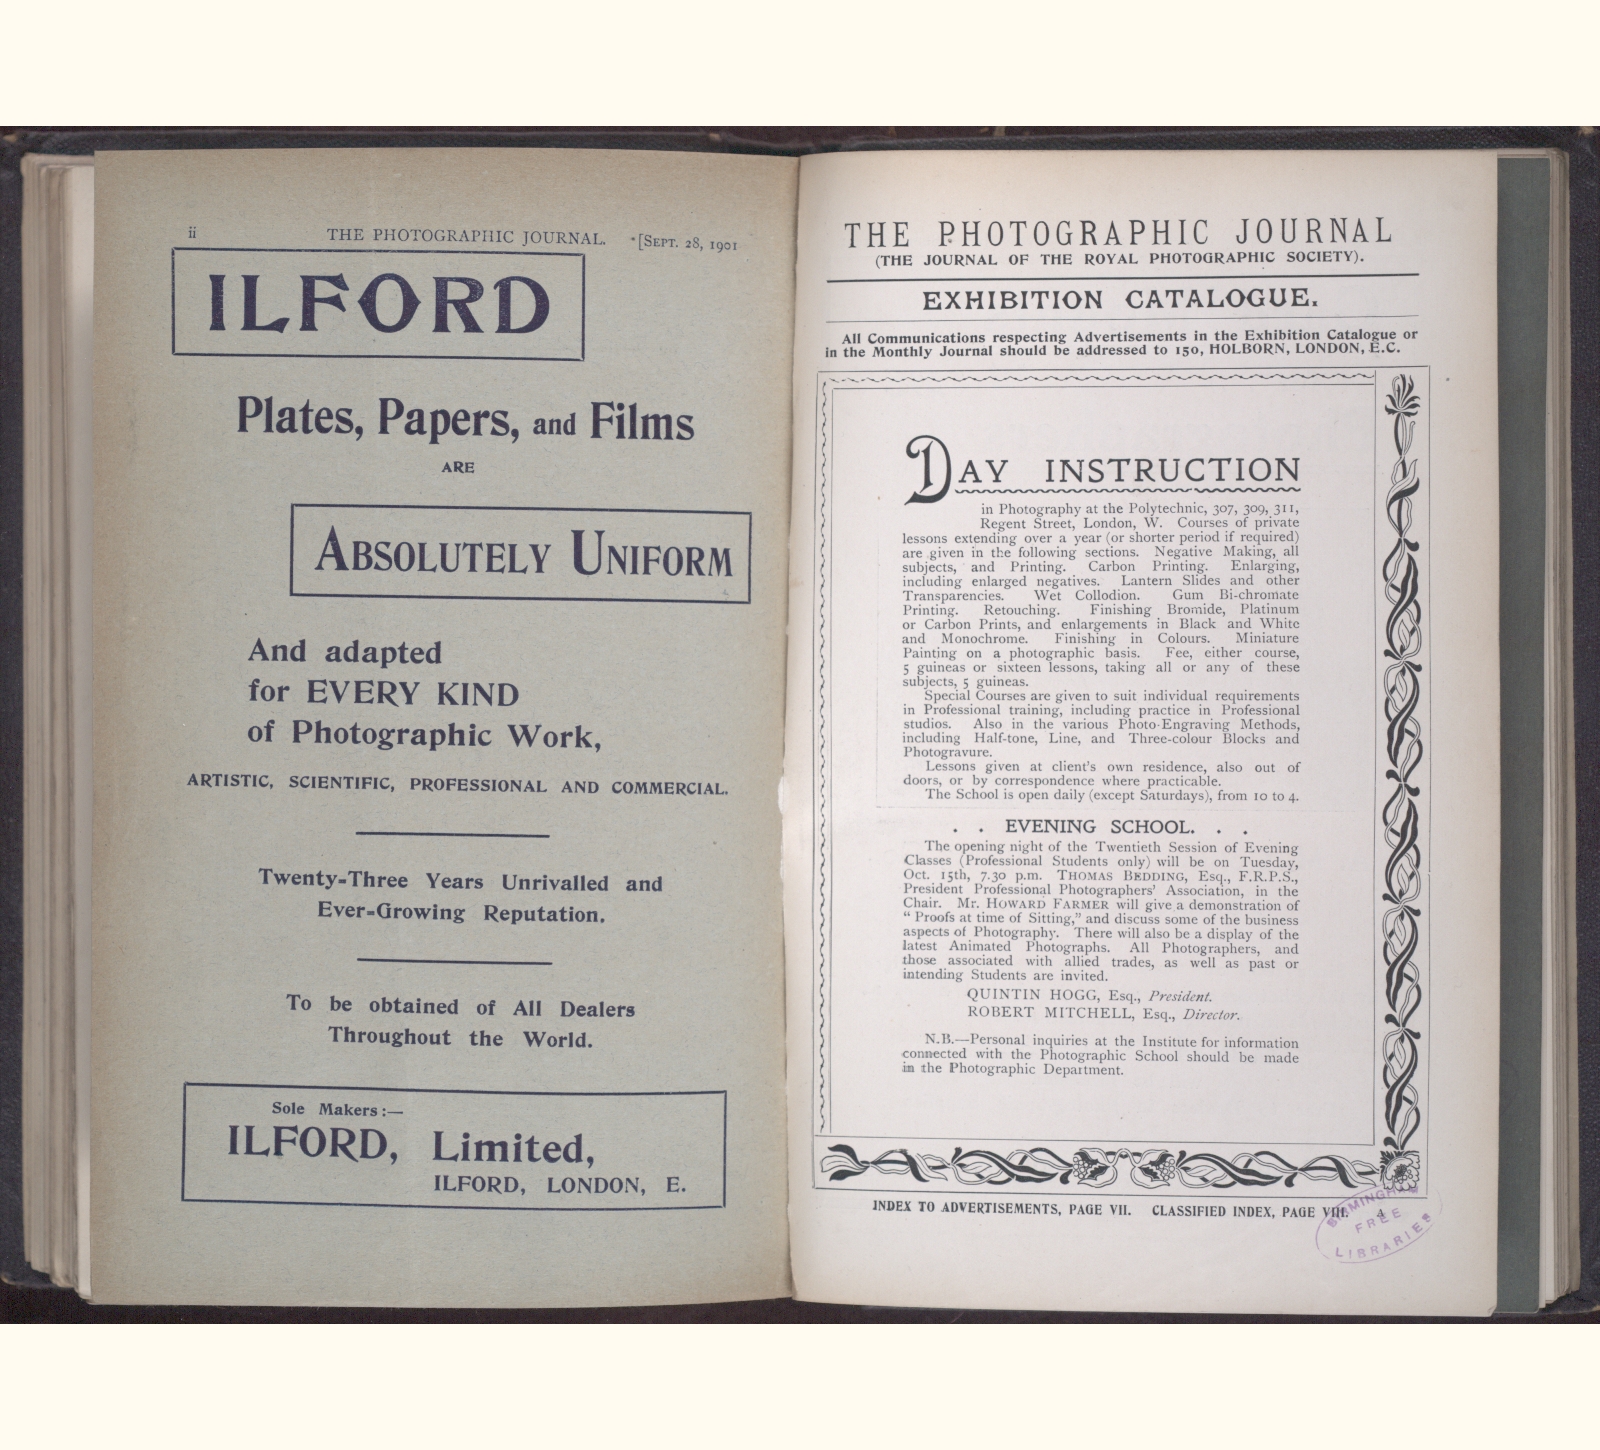 ii THE PHOTOGRAPHIC JOURNAL. [SEPT. 28, 1901
ILFORD
Plates, Papers, and Films
ARE
ABSOLUTELY UNIFORM
And adapted
for EVERY KIND
of Photographic Work,
ARTISTIC, SCIENTIFIC, PROFESSIONAL AND COMMERCIAL.
Twenty-Three Years Unrivalled and
Ever-Growing Reputation.
To be obtained of All Dealers
Throughout the World.
Sole Makers:—
ILFORD, Limited,
ILFORD, LONDON, E.
THE PHOTOGRAPHIC JOURNAL
(THE JOURNAL OF THE ROYAL PHOTOGRAPHIC SOCIETY).
EXHIBITION CATALOGUE.
All Communications respecting Advertisements in the Exhibition Catalogue or
in the Monthly Journal should be addressed to 150, HOLBORN, LONDON, E.C.
DAY INSTRUCTION
in Photography at the Polytechnic, 307, 309, 311,
Regent Street, London, W. Courses of private
lessons extending over a year (or shorter period if required)
are given in the following sections. Negative Making, all
subjects, and Printing. Carbon Printing. Enlarging,
including enlarged negatives. Lantern Slides and other
Transparencies. Wet Collodion. Gum Bi-chromate
Printing. Retouching. Finishing Bromide, Platinum
or Carbon Prints, and enlargements in Black and White
and Monochrome. Finishing in Colours. Miniature
Painting on a photographic basis. Fee, either course,
5 guineas or sixteen lessons, taking all or any of these
subjects, 5 guineas.
Special Courses are given to suit individual requirements
in Professional training, including practice in Professional
studios. Also in the various Photo-Engraving Methods,
including Half-tone, Line, and Three-colour Blocks and
Photogravure.
Lessons given at client's own residence, also out of
doors, or by correspondence where practicable.
The School is open daily (except Saturdays), from 10 to 4.
. . EVENING SCHOOL. . .
The opening night of the Twentieth Session of Evening
Classes (Professional Students only) will be on Tuesday,
Oct. 15th, 7.30 p.m. THOMAS BEDDING, Esq., F.R.P.S.,
President Professional Photographers' Association, in the
Chair. Mr. HOWARD FARMER will give a demonstration of
"Proofs at time of Sitting," and discuss some of the business
aspects of Photography. There will also be a display of the
latest Animated Photographs. All Photographers, and
those associated with allied trades, as well as past or
intending Students are invited.
QUINTIN HOGG, Esq., President.
ROBERT MITCHELL, Esq., Director.
N.B.—Personal inquiries at the Institute for information
connected with the Photographic School should be made
in the Photographic Department.
INDEX TO ADVERTISEMENTS, PAGE VII. CLASSIFIED INDEX, PAGE VIII. 4
BIRMINGHAM
FREE
LIBRARIES